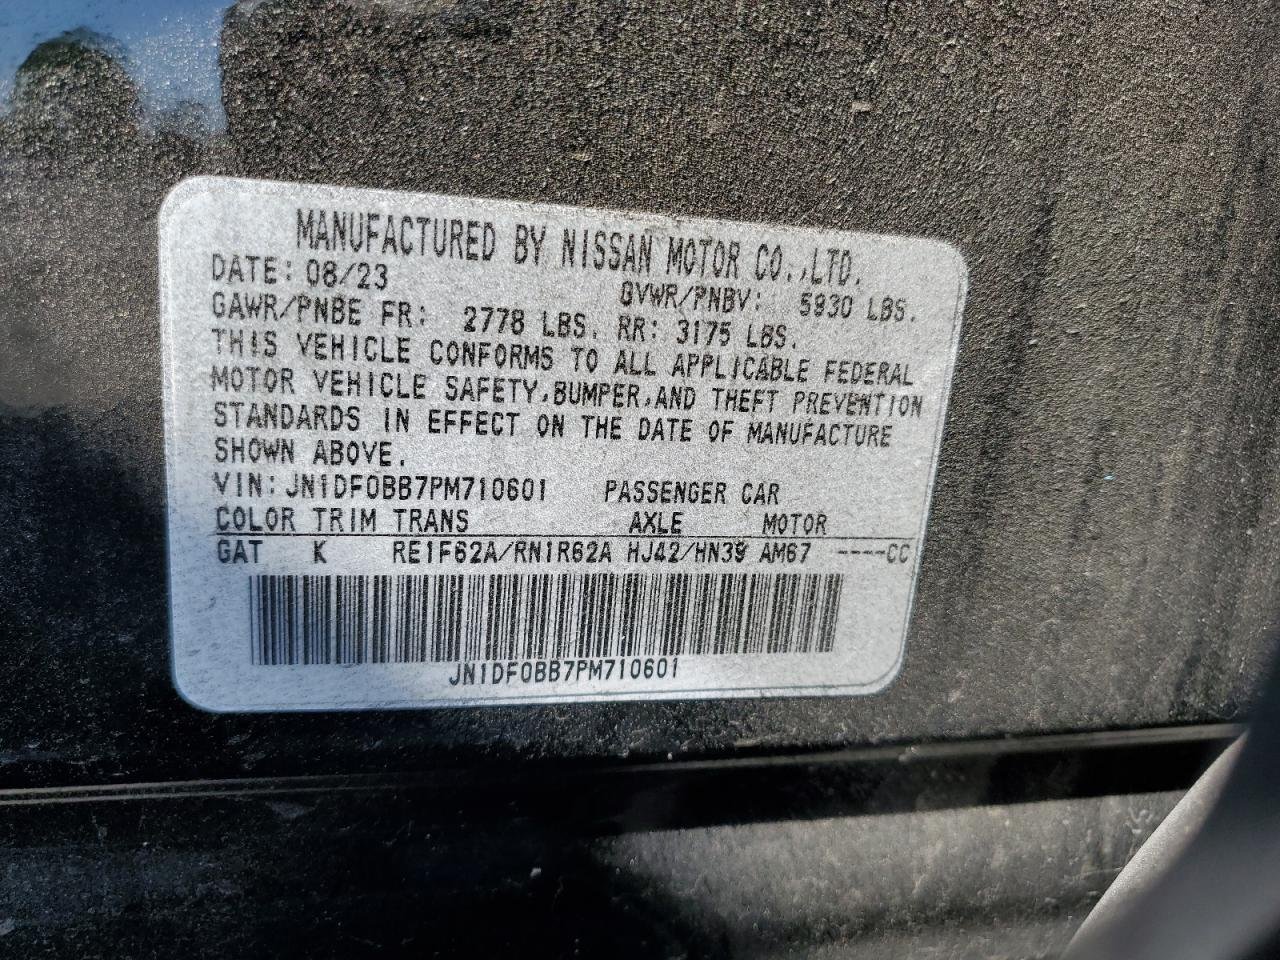 MANUFACTURED BY NISSAN MOTOR CO.,LTD.
DATE: 08/23 GVWR/PNBV: 5930 LBS.
GAWR/PNBE FR: 2778 LBS. RR: 3175 LBS.
THIS VEHICLE CONFORMS TO ALL APPLICABLE FEDERAL
MOTOR VEHICLE SAFETY,BUMPER,AND THEFT PREVENTION
STANDARDS IN EFFECT ON THE DATE OF MANUFACTURE
SHOWN ABOVE.
VIN: JN1DF0BB7PM710601 PASSENGER CAR
COLOR TRIM TRANS AXLE MOTOR
GAT K RE1F62A/RN1R62A HJ42/HN39 AM67 ----CC
JN1DF0BB7PM710601